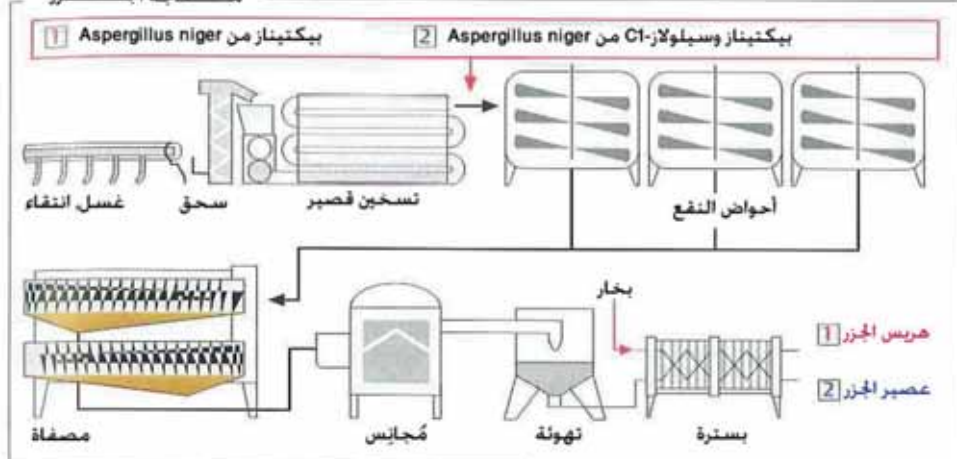 1 بيكتيناز من Aspergillus niger
2 بيكتيناز وسيلولاز-C1 من Aspergillus niger
غسل, انتقاء
سحق
تسخين قصير
أحواض النقع
بخار
1 هريس الجزر
2 عصير الجزر
مصفاة
مُجانِس
تهوئة
بسترة